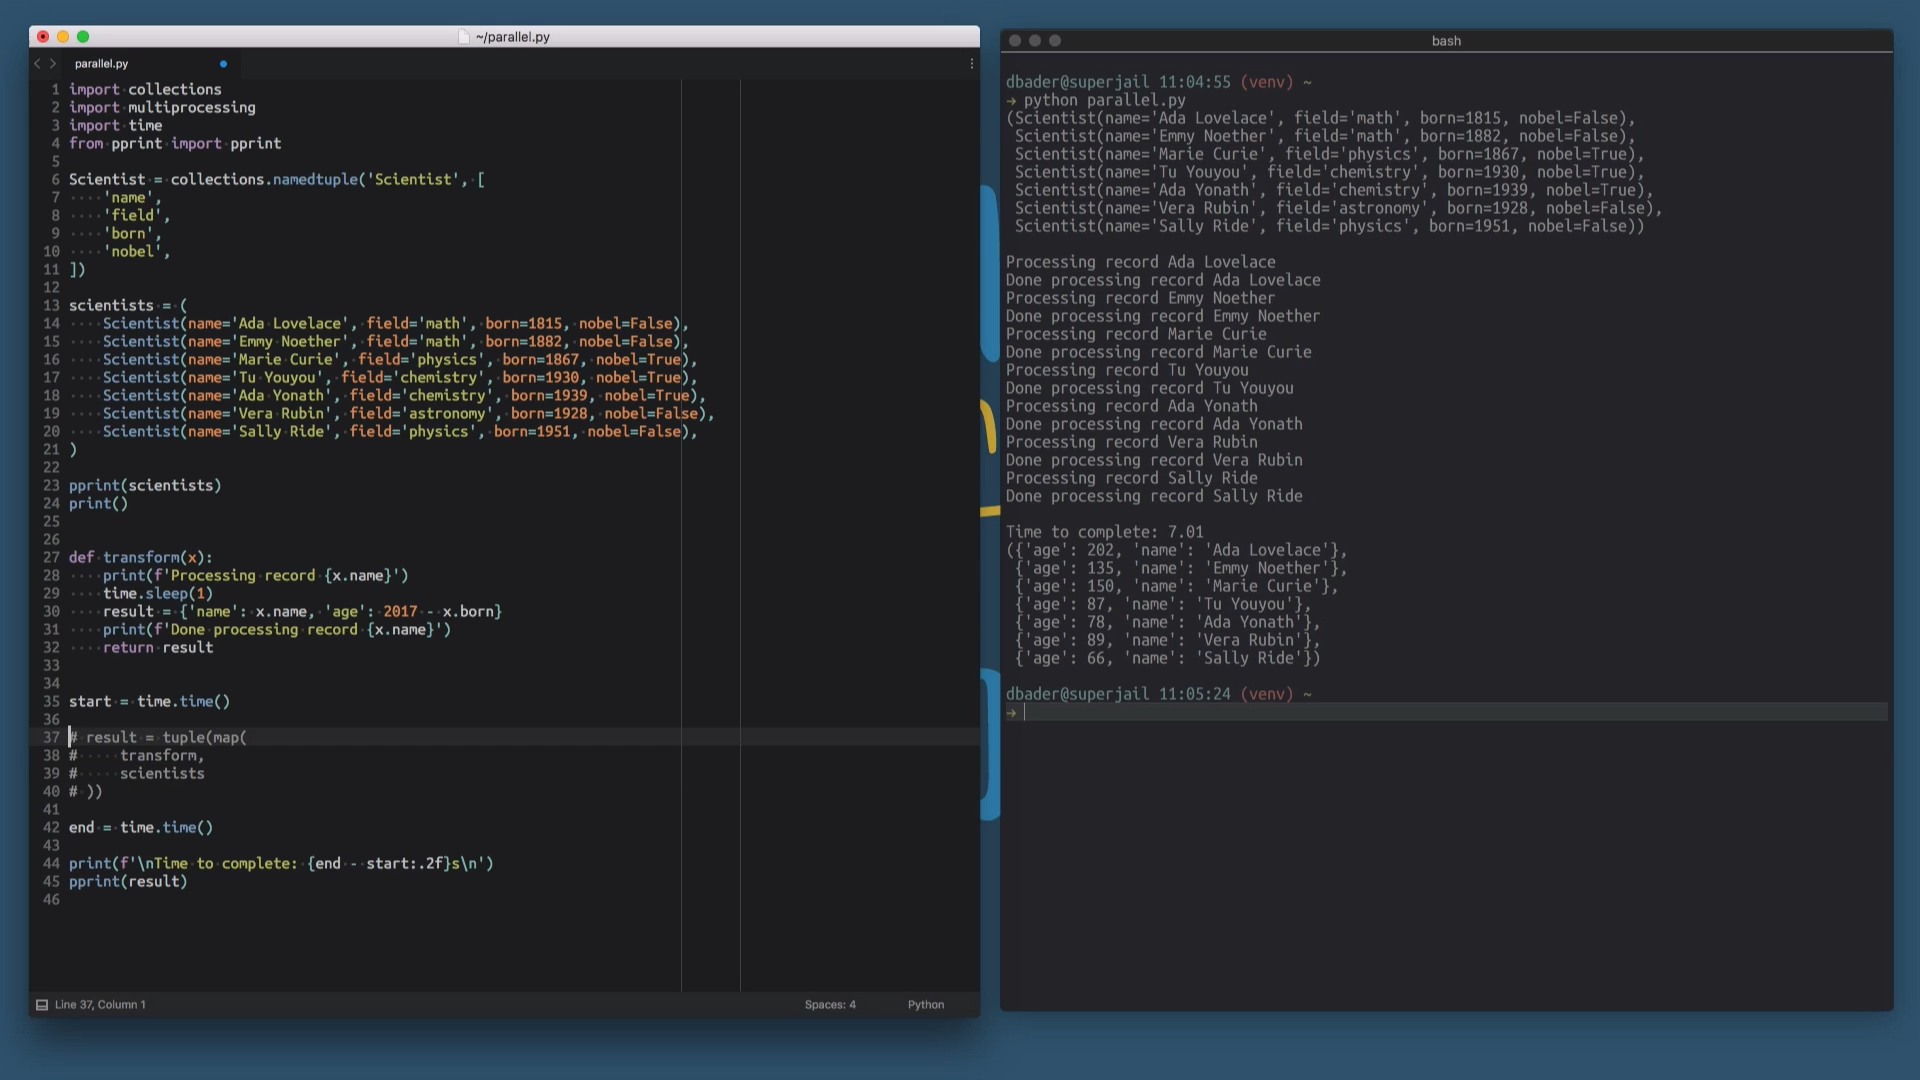 ~/parallel.py
parallel.py
1 import collections
2 import multiprocessing
3 import time
4 from pprint import pprint
5
6 Scientist = collections.namedtuple('Scientist', [
7     'name',
8     'field',
9     'born',
10     'nobel',
11 ])
12
13 scientists = (
14     Scientist(name='Ada Lovelace', field='math', born=1815, nobel=False),
15     Scientist(name='Emmy Noether', field='math', born=1882, nobel=False),
16     Scientist(name='Marie Curie', field='physics', born=1867, nobel=True),
17     Scientist(name='Tu Youyou', field='chemistry', born=1930, nobel=True),
18     Scientist(name='Ada Yonath', field='chemistry', born=1939, nobel=True),
19     Scientist(name='Vera Rubin', field='astronomy', born=1928, nobel=False),
20     Scientist(name='Sally Ride', field='physics', born=1951, nobel=False),
21 )
22
23 pprint(scientists)
24 print()
25
26
27 def transform(x):
28     print(f'Processing record {x.name}')
29     time.sleep(1)
30     result = {'name': x.name, 'age': 2017 - x.born}
31     print(f'Done processing record {x.name}')
32     return result
33
34
35 start = time.time()
36
37 # result = tuple(map(
38 #     transform,
39 #     scientists
40 # ))
41
42 end = time.time()
43
44 print(f'\nTime to complete: {end - start:.2f}s\n')
45 pprint(result)
46
Line 37, Column 1
Spaces: 4
Python
bash
dbader@superjail 11:04:55 (venv) ~
→ python parallel.py
(Scientist(name='Ada Lovelace', field='math', born=1815, nobel=False),
 Scientist(name='Emmy Noether', field='math', born=1882, nobel=False),
 Scientist(name='Marie Curie', field='physics', born=1867, nobel=True),
 Scientist(name='Tu Youyou', field='chemistry', born=1930, nobel=True),
 Scientist(name='Ada Yonath', field='chemistry', born=1939, nobel=True),
 Scientist(name='Vera Rubin', field='astronomy', born=1928, nobel=False),
 Scientist(name='Sally Ride', field='physics', born=1951, nobel=False))
Processing record Ada Lovelace
Done processing record Ada Lovelace
Processing record Emmy Noether
Done processing record Emmy Noether
Processing record Marie Curie
Done processing record Marie Curie
Processing record Tu Youyou
Done processing record Tu Youyou
Processing record Ada Yonath
Done processing record Ada Yonath
Processing record Vera Rubin
Done processing record Vera Rubin
Processing record Sally Ride
Done processing record Sally Ride
Time to complete: 7.01
({'age': 202, 'name': 'Ada Lovelace'},
 {'age': 135, 'name': 'Emmy Noether'},
 {'age': 150, 'name': 'Marie Curie'},
 {'age': 87, 'name': 'Tu Youyou'},
 {'age': 78, 'name': 'Ada Yonath'},
 {'age': 89, 'name': 'Vera Rubin'},
 {'age': 66, 'name': 'Sally Ride'})
dbader@superjail 11:05:24 (venv) ~
→